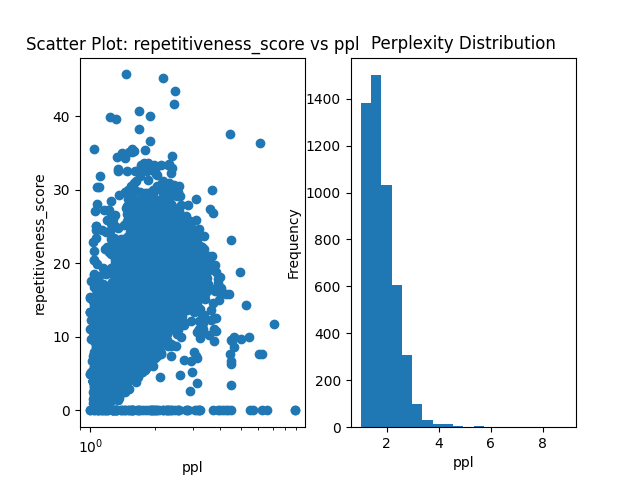 Scatter Plot: repetitiveness_score vs ppl
repetitiveness_score
40
30
20
10
0
10⁰
ppl
Perplexity Distribution
Frequency
1400
1200
1000
800
600
400
200
0
2 4 6 8
ppl